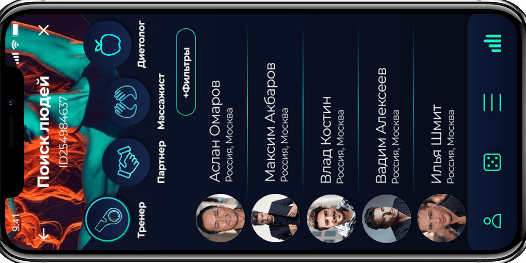 9:41
Поиск людей
ID254984637
Тренер
Партнер
Массажист
Диетолог
+Фильтры
Аслан Омаров
Россия, Москва
Максим Акбаров
Россия, Москва
Влад Костин
Россия, Москва
Вадим Алексеев
Россия, Москва
Илья Шмит
Россия, Москва